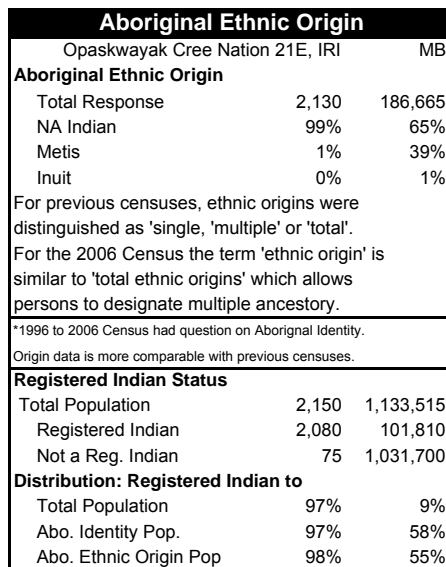 Aboriginal Ethnic Origin
Opaskwayak Cree Nation 21E, IRI MB
Aboriginal Ethnic Origin
Total Response 2,130 186,665
NA Indian 99% 65%
Metis 1% 39%
Inuit 0% 1%
For previous censuses, ethnic origins were
distinguished as 'single, 'multiple' or 'total'.
For the 2006 Census the term 'ethnic origin' is
similar to 'total ethnic origins' which allows
persons to designate multiple ancestory.
*1996 to 2006 Census had question on Aborignal Identity.
Origin data is more comparable with previous censuses.
Registered Indian Status
Total Population 2,150 1,133,515
Registered Indian 2,080 101,810
Not a Reg. Indian 75 1,031,700
Distribution: Registered Indian to
Total Population 97% 9%
Abo. Identity Pop. 97% 58%
Abo. Ethnic Origin Pop 98% 55%